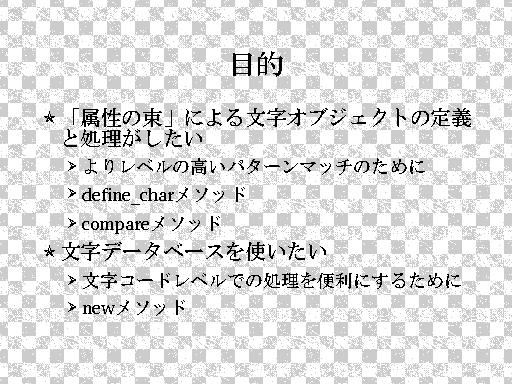 目的
「属性の束」による文字オブジェクトの定義
と処理がしたい
よりレベルの高いパターンマッチのために
define_charメソッド
compareメソッド
文字データベースを使いたい
文字コードレベルでの処理を便利にするために
newメソッド